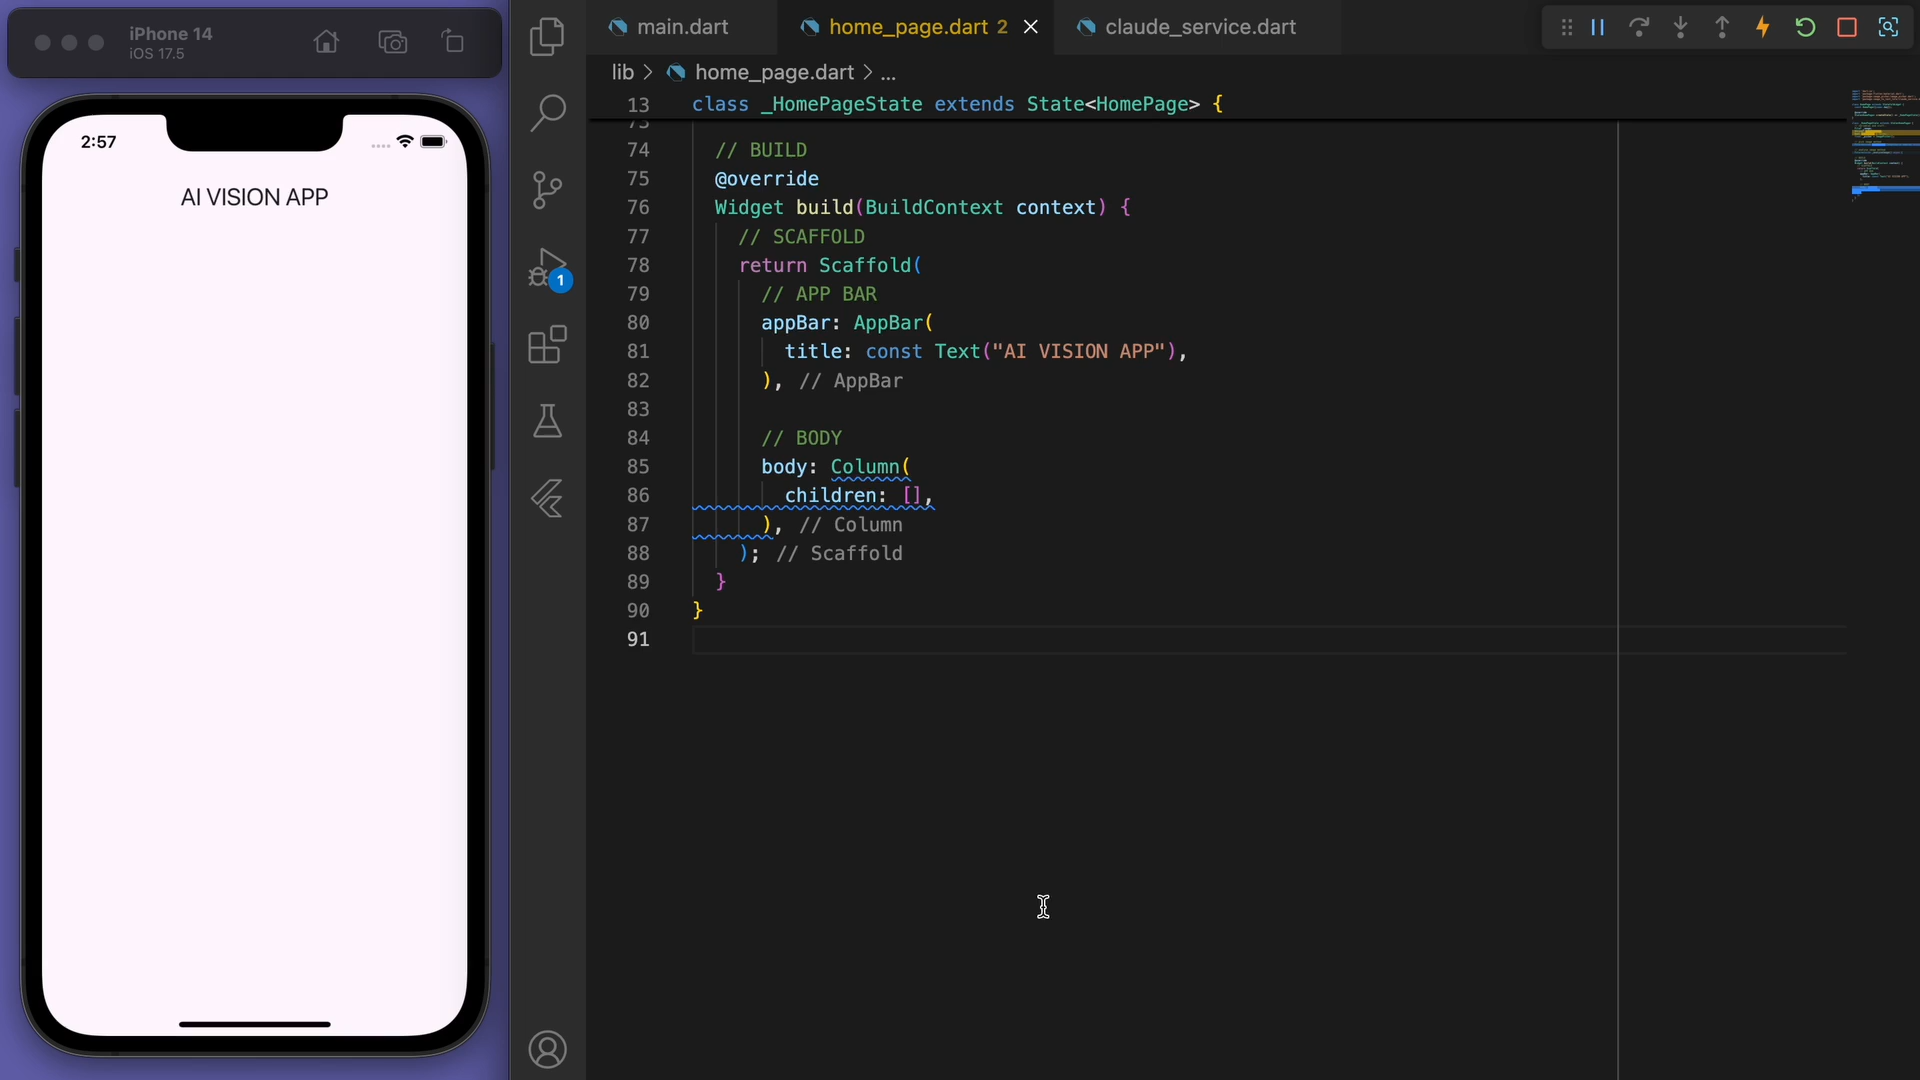 iPhone 14
iOS 17.5
2:57
AI VISION APP
main.dart
home_page.dart 2
claude_service.dart
lib > home_page.dart > ...
13 class _HomePageState extends State<HomePage> {
73
74 // BUILD
75 @override
76 Widget build(BuildContext context) {
77 // SCAFFOLD
78 return Scaffold(
79 // APP BAR
80 appBar: AppBar(
81 title: const Text("AI VISION APP"),
82 ), // AppBar
83
84 // BODY
85 body: Column(
86 children: [],
87 ), // Column
88 ); // Scaffold
89 }
90 }
91
1